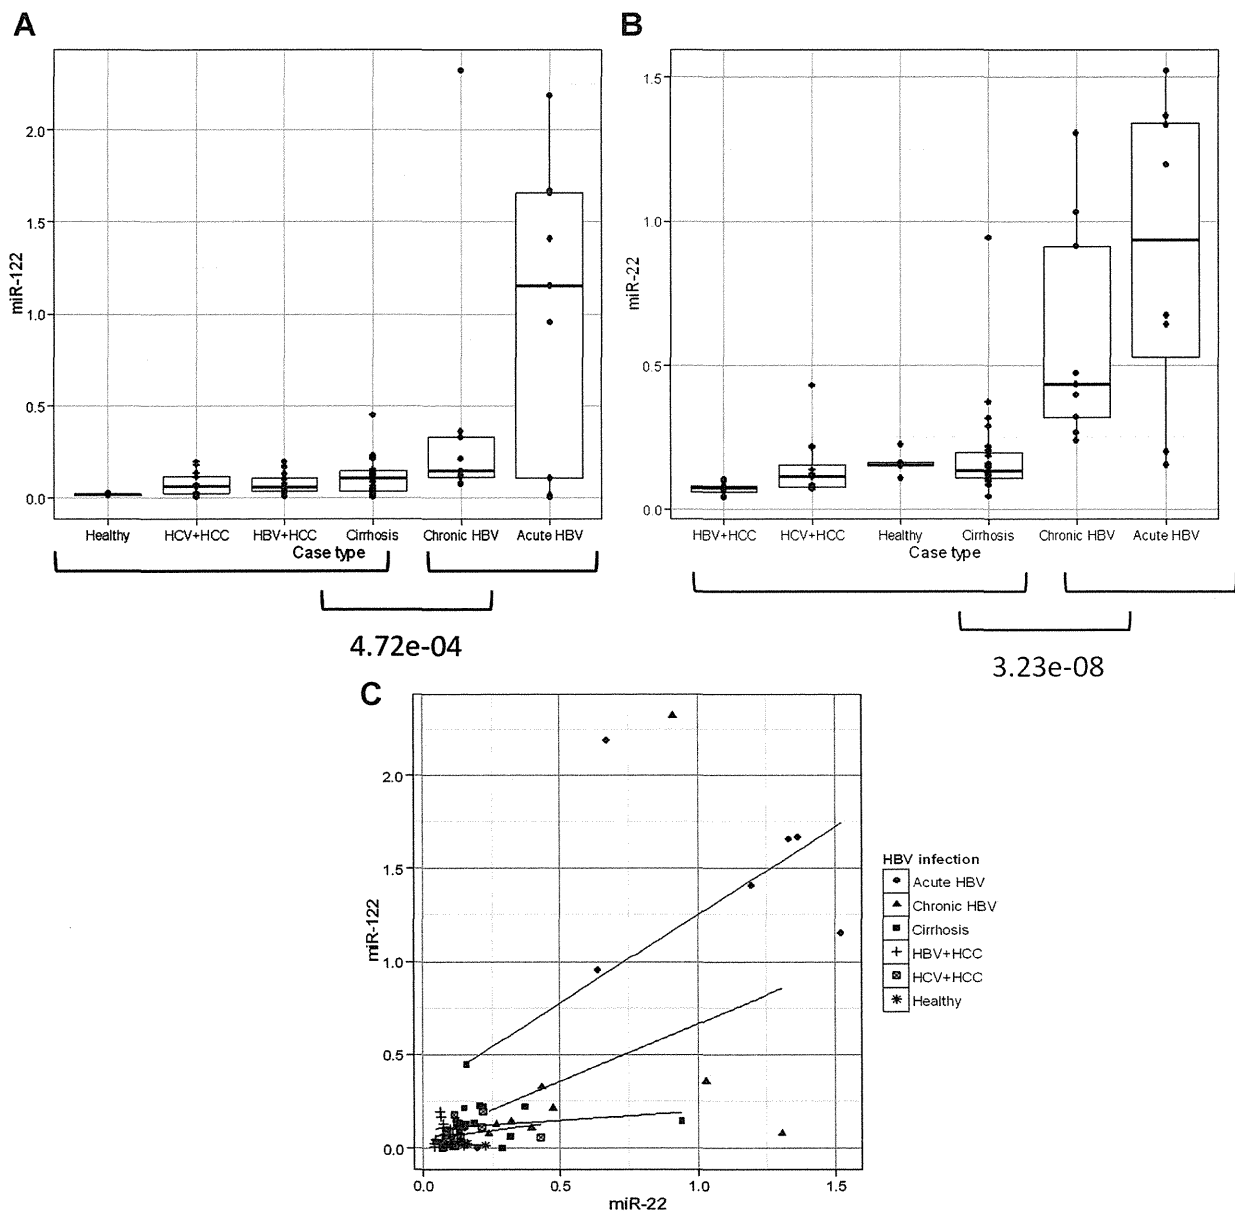 A
B
miR-122
2.0
1.5
1.0
0.5
0.0
Healthy HCV+HCC HBV+HCC Cirrhosis Chronic HBV Acute HBV
Case type
4.72e-04
miR-22
1.5
1.0
0.5
0.0
HBV+HCC HCV+HCC Healthy Cirrhosis Chronic HBV Acute HBV
Case type
3.23e-08
C
miR-122
2.0
1.5
1.0
0.5
0.0
0.0 0.5 1.0 1.5
miR-22
HBV infection
Acute HBV
Chronic HBV
Cirrhosis
HBV+HCC
HCV+HCC
Healthy